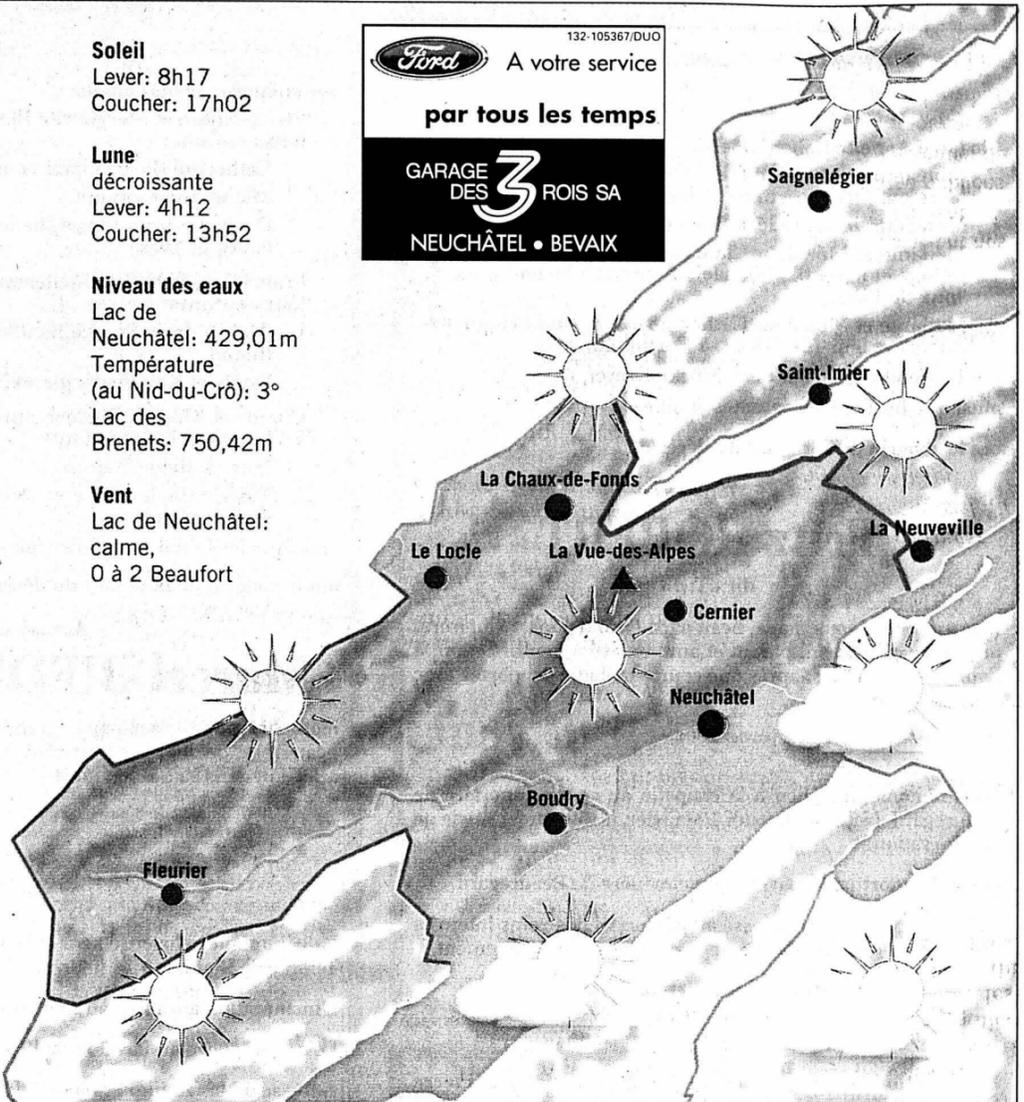 Soleil
Lever: 8h17
Coucher: 17h02
Lune
décroissante
Lever: 4h12
Coucher: 13h52
Niveau des eaux
Lac de
Neuchâtel: 429,01m
Température
(au Nid-du-Crô): 3°
Lac des
Brenets: 750,42m
Vent
Lac de Neuchâtel:
calme,
0 à 2 Beaufort
132-105367/DUO
Ford
A votre service
par tous les temps
GARAGE
DES 3 ROIS SA
NEUCHÂTEL • BEVAIX
Saignelégier
Saint-Imier
La Chaux-de-Fonds
La Neuveville
Le Locle
La Vue-des-Alpes
Cernier
Neuchâtel
Boudry
Fleurier